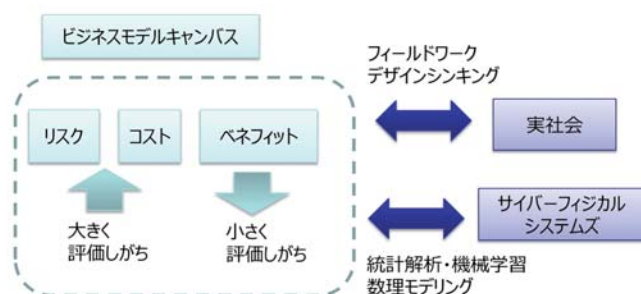 ビジネスモデルキャンバス
フィールドワーク
デザインシンキング
リスク
コスト
ベネフィット
実社会
大きく
評価しがち
小さく
評価しがち
サイバーフィジカル
システムズ
統計解析・機械学習
数理モデリング